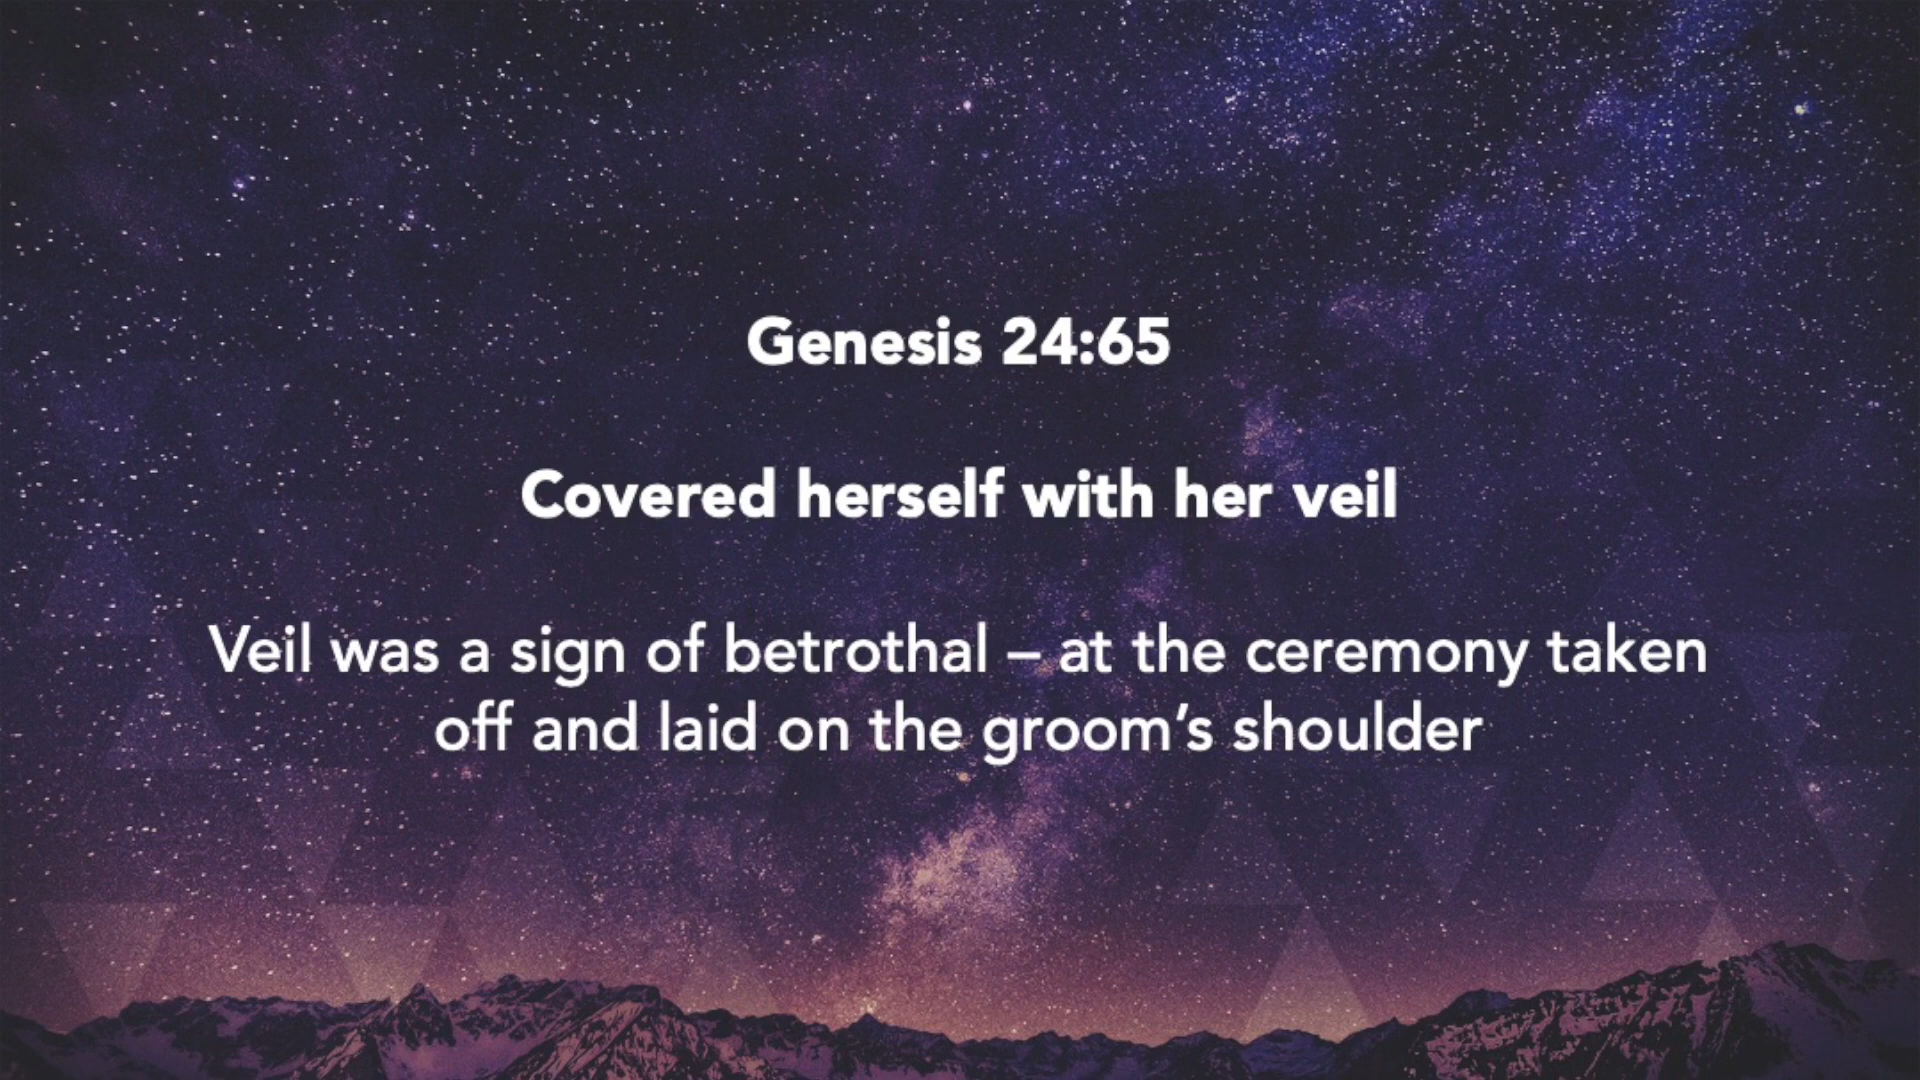 Genesis 24:65
Covered herself with her veil
Veil was a sign of betrothal – at the ceremony taken
off and laid on the groom’s shoulder